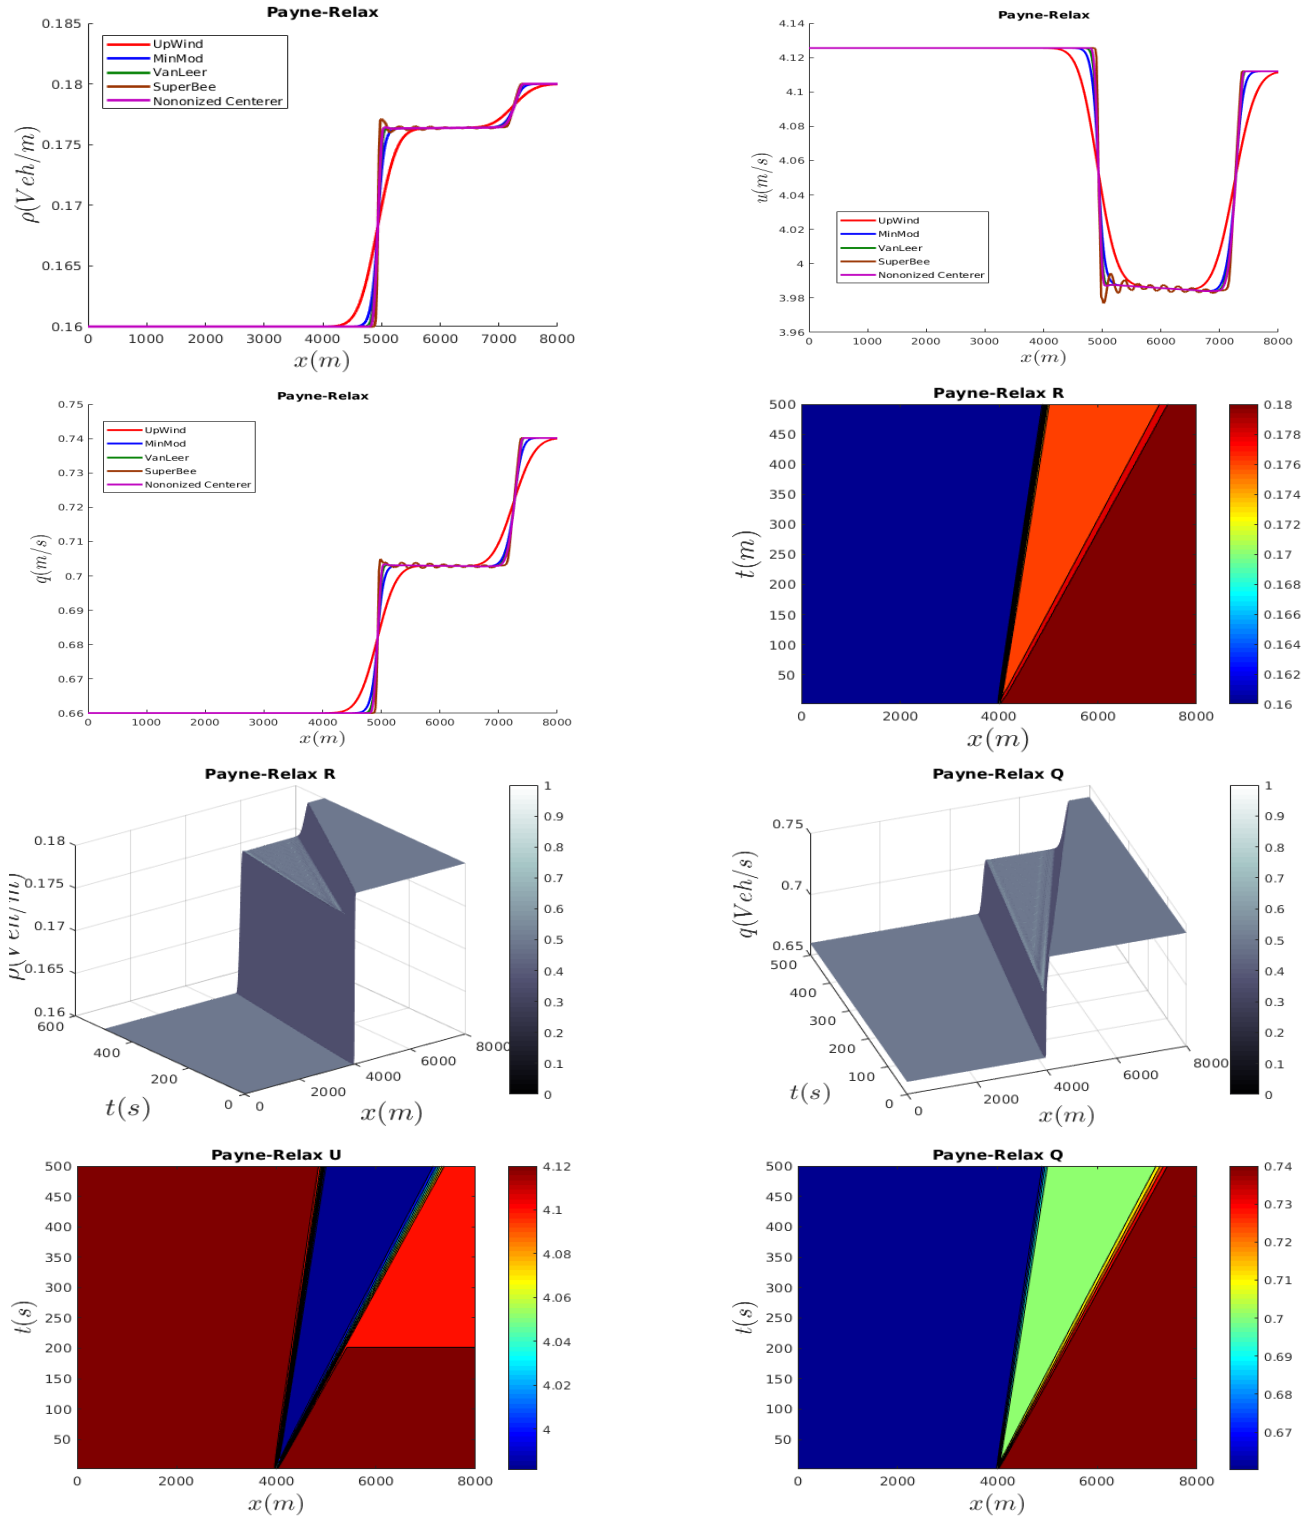 Payne-Relax
0.185
0.18
0.175
0.17
0.165
0.16
ρ(Veh/m)
UpWind
MinMod
VanLeer
SuperBee
Nononized Centerer
0 1000 2000 3000 4000 5000 6000 7000 8000
x(m)
Payne-Relax
4.14
4.12
4.1
4.08
4.06
4.04
4.02
4
3.98
3.96
u(m/s)
UpWind
MinMod
VanLeer
SuperBee
Nononized Centerer
0 1000 2000 3000 4000 5000 6000 7000 8000
x(m)
Payne-Relax
0.75
0.74
0.73
0.72
0.71
0.7
0.69
0.68
0.67
0.66
q(m/s)
UpWind
MinMod
VanLeer
SuperBee
Nononized Centerer
0 1000 2000 3000 4000 5000 6000 7000 8000
x(m)
Payne-Relax R
500
450
400
350
300
250
200
150
100
50
t(m)
0 2000 4000 6000 8000
x(m)
0.18
0.178
0.176
0.174
0.172
0.17
0.168
0.166
0.164
0.162
0.16
Payne-Relax R
0.18
0.175
0.17
0.165
0.16
ρ(Veh/m)
600
400
200
0
t(s)
0 2000 4000 6000 8000
x(m)
1
0.9
0.8
0.7
0.6
0.5
0.4
0.3
0.2
0.1
0
Payne-Relax Q
0.75
0.7
0.65
q(Veh/s)
500
400
300
200
100
0
t(s)
0 2000 4000 6000 8000
x(m)
1
0.9
0.8
0.7
0.6
0.5
0.4
0.3
0.2
0.1
0
Payne-Relax U
500
450
400
350
300
250
200
150
100
50
t(s)
0 2000 4000 6000 8000
x(m)
4.12
4.1
4.08
4.06
4.04
4.02
4
Payne-Relax Q
500
450
400
350
300
250
200
150
100
50
t(s)
0 2000 4000 6000 8000
x(m)
0.74
0.73
0.72
0.71
0.7
0.69
0.68
0.67